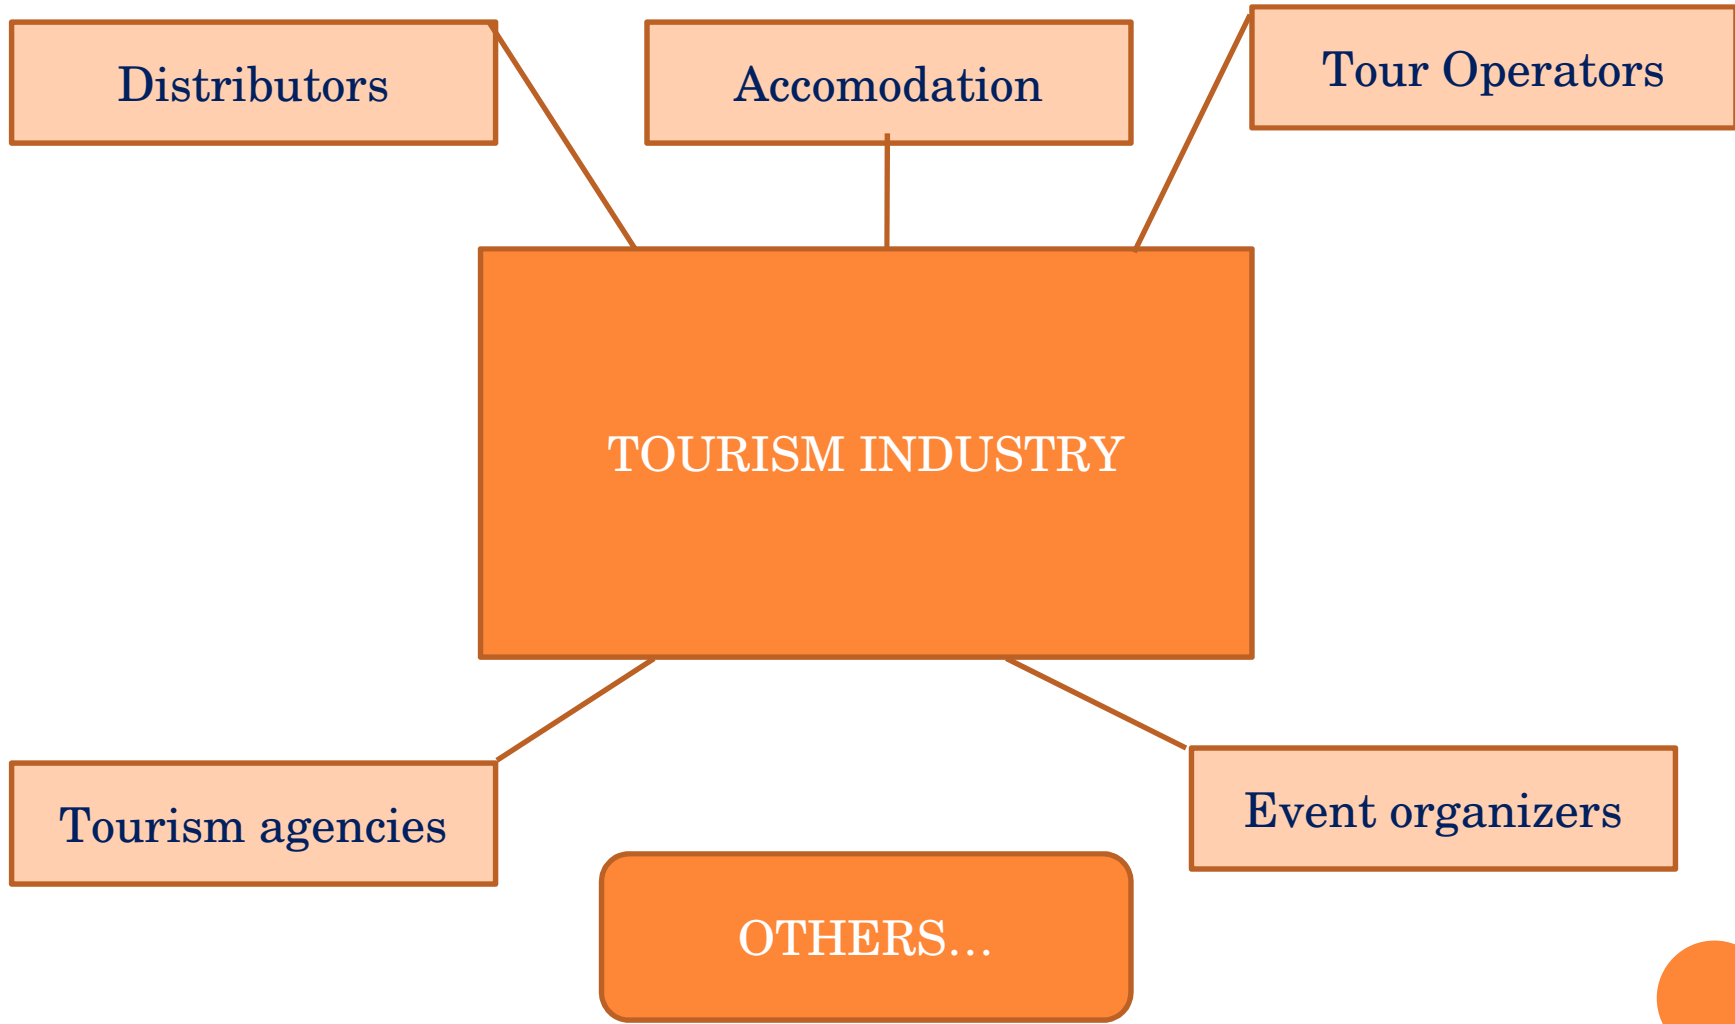 Distributors
Accomodation
Tour Operators
TOURISM INDUSTRY
Tourism agencies
Event organizers
OTHERS…